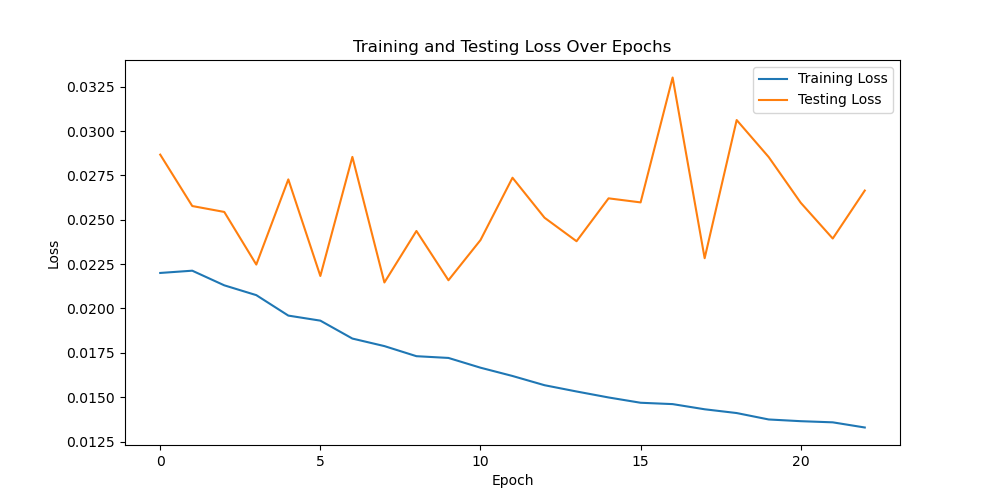 Training and Testing Loss Over Epochs
Training Loss
Testing Loss
Loss
0.0325
0.0300
0.0275
0.0250
0.0225
0.0200
0.0175
0.0150
0.0125
0 5 10 15 20
Epoch